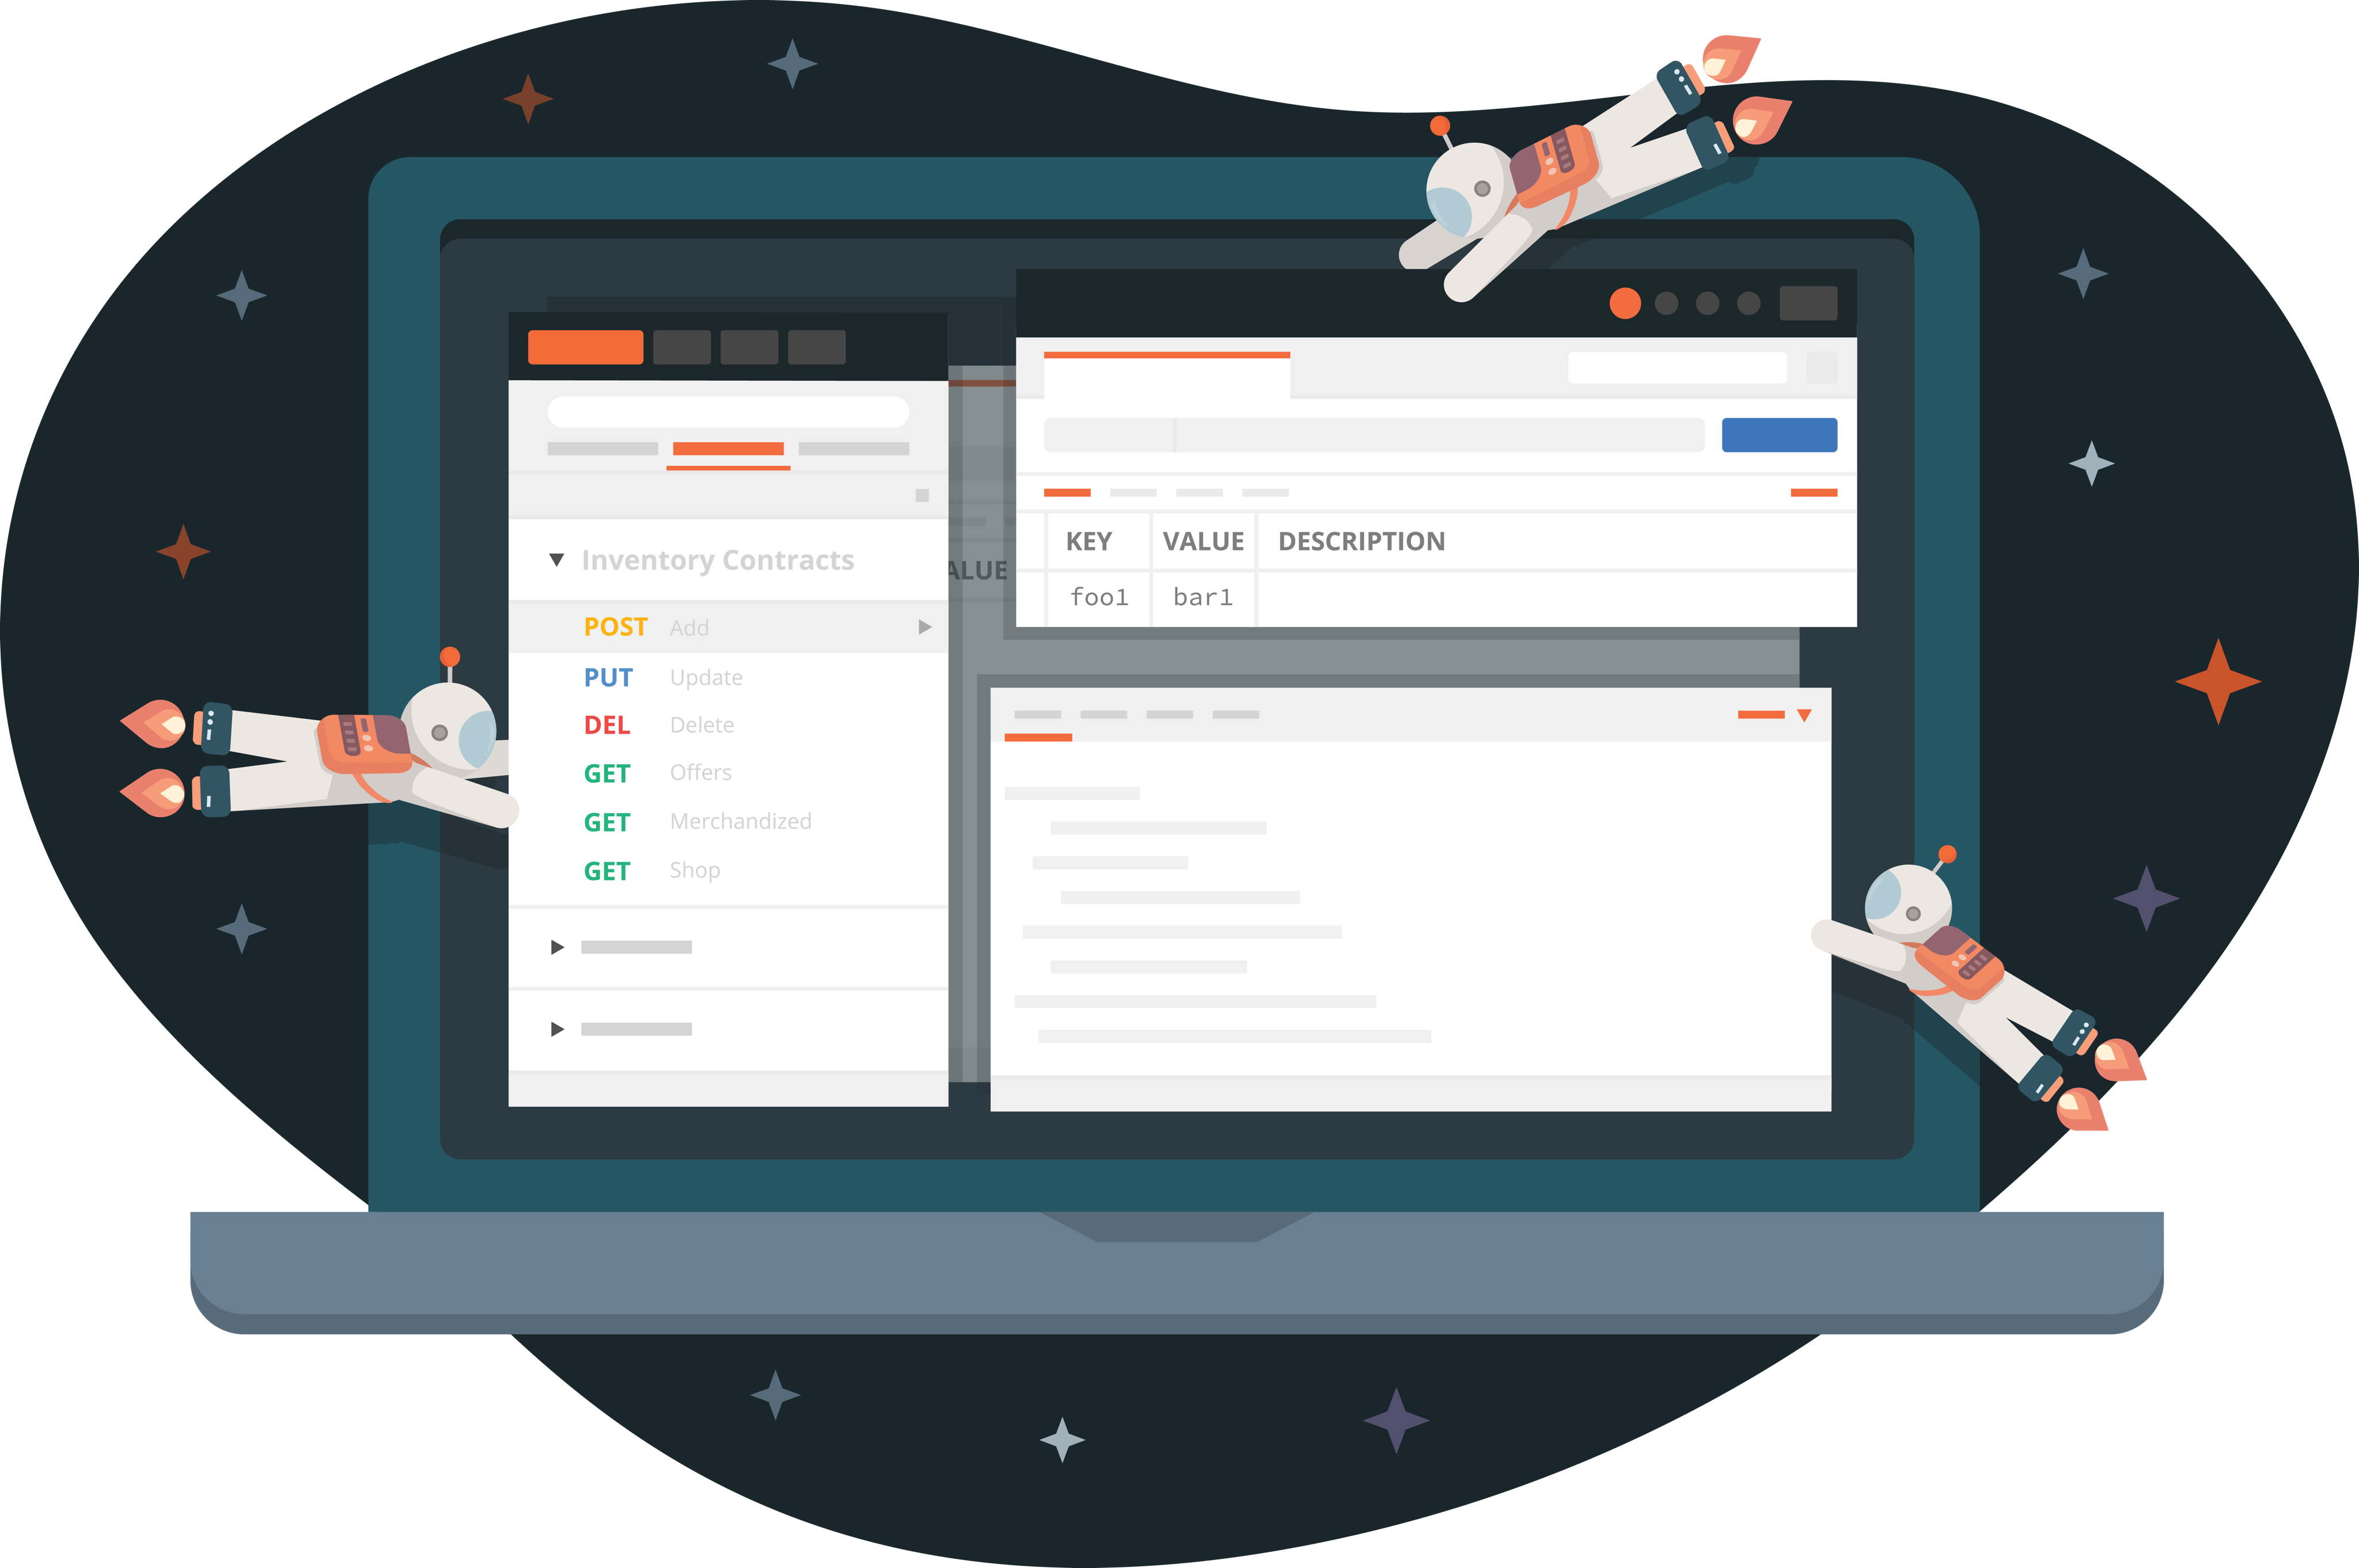 Inventory Contracts
POST Add
PUT Update
DEL Delete
GET Offers
GET Merchandized
GET Shop
ALUE
KEY VALUE DESCRIPTION
foo1 bar1